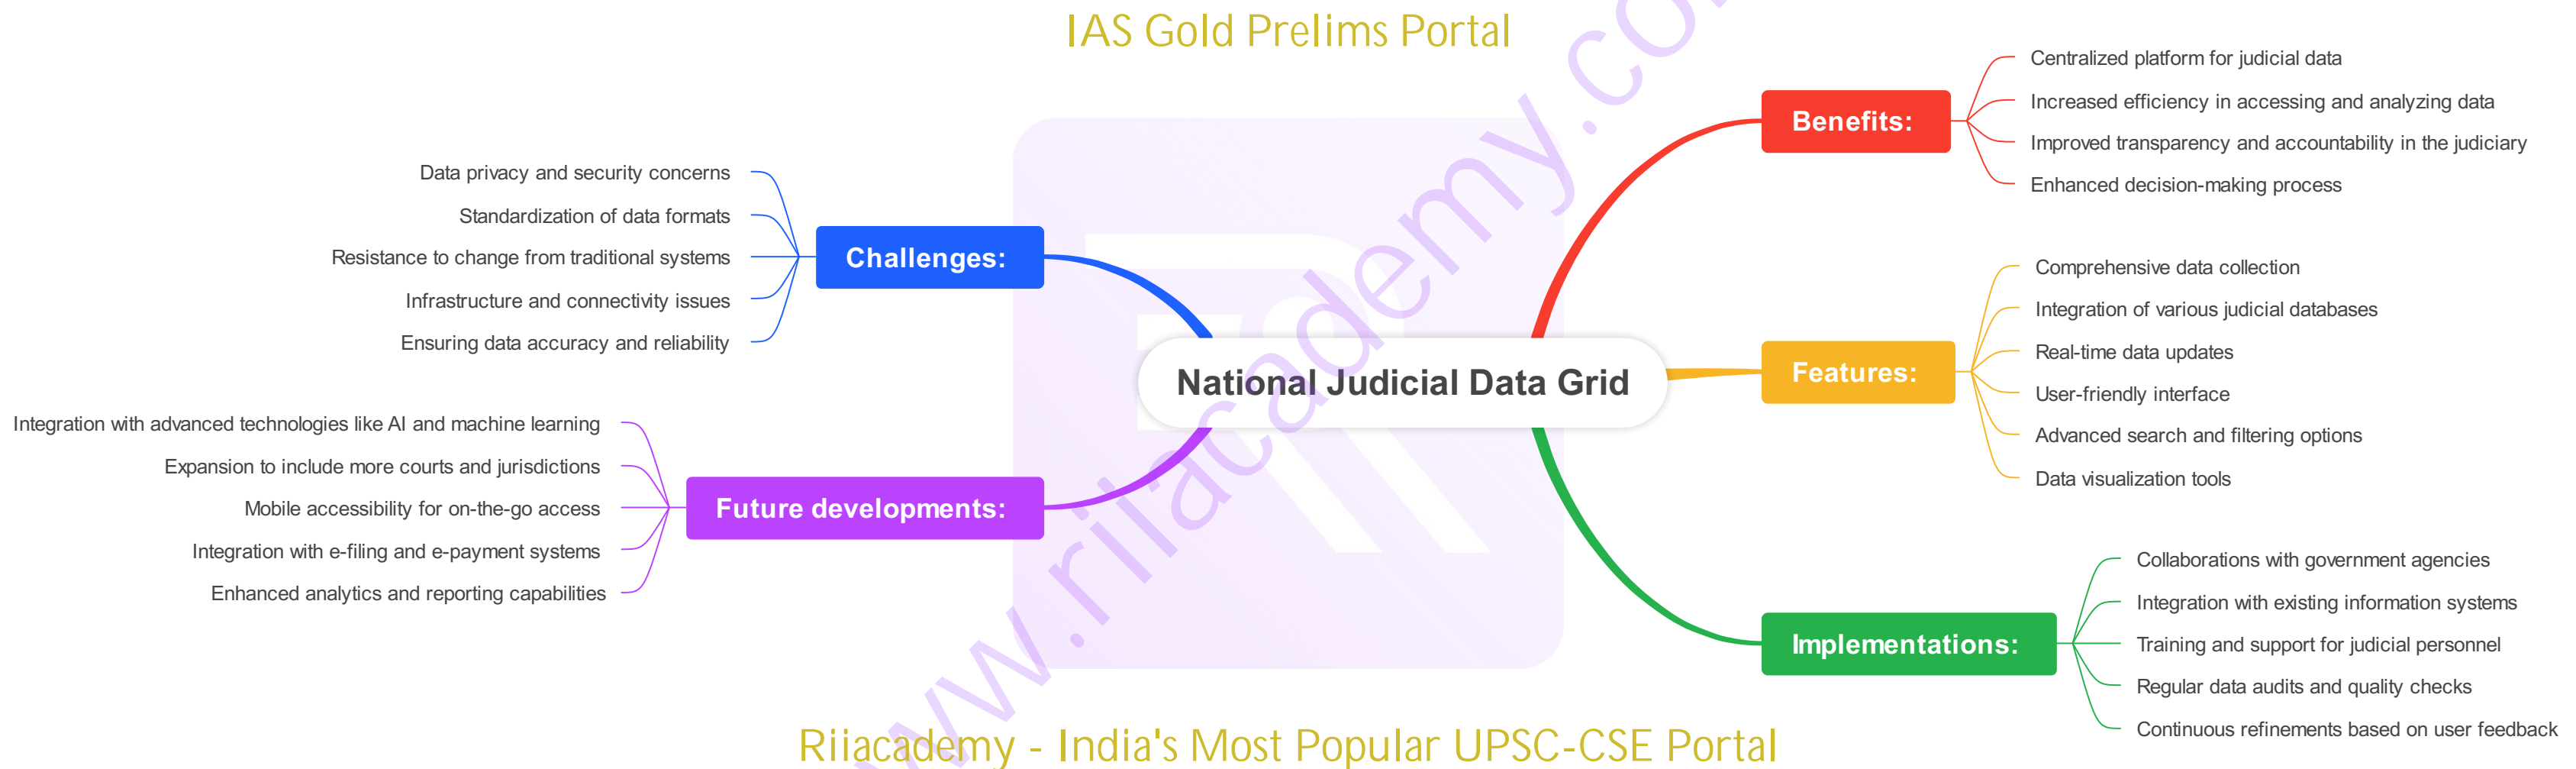 IAS Gold Prelims Portal
National Judicial Data Grid
Benefits:
Centralized platform for judicial data
Increased efficiency in accessing and analyzing data
Improved transparency and accountability in the judiciary
Enhanced decision-making process
Features:
Comprehensive data collection
Integration of various judicial databases
Real-time data updates
User-friendly interface
Advanced search and filtering options
Data visualization tools
Implementations:
Collaborations with government agencies
Integration with existing information systems
Training and support for judicial personnel
Regular data audits and quality checks
Continuous refinements based on user feedback
Challenges:
Data privacy and security concerns
Standardization of data formats
Resistance to change from traditional systems
Infrastructure and connectivity issues
Ensuring data accuracy and reliability
Future developments:
Integration with advanced technologies like AI and machine learning
Expansion to include more courts and jurisdictions
Mobile accessibility for on-the-go access
Integration with e-filing and e-payment systems
Enhanced analytics and reporting capabilities
www.riiacademy.co
Riiacademy - India's Most Popular UPSC-CSE Portal